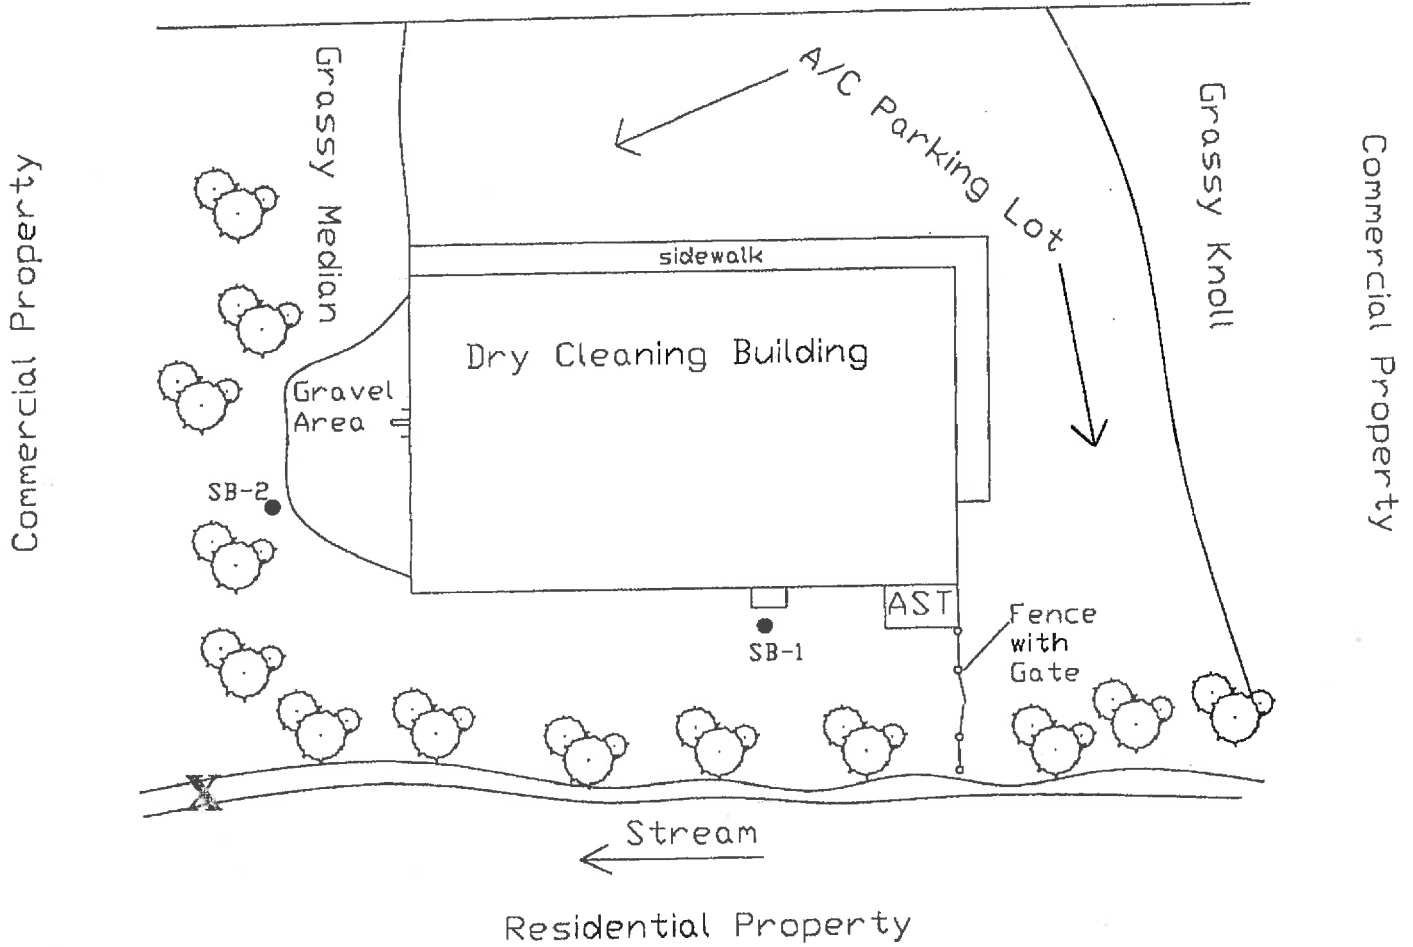 A/C Parking Lot
Grassy Median
Grassy Knoll
Commercial Property
Commercial Property
sidewalk
Dry Cleaning Building
Gravel
Area
SB-2
AST
SB-1
Fence
with
Gate
X
Stream
Residential Property